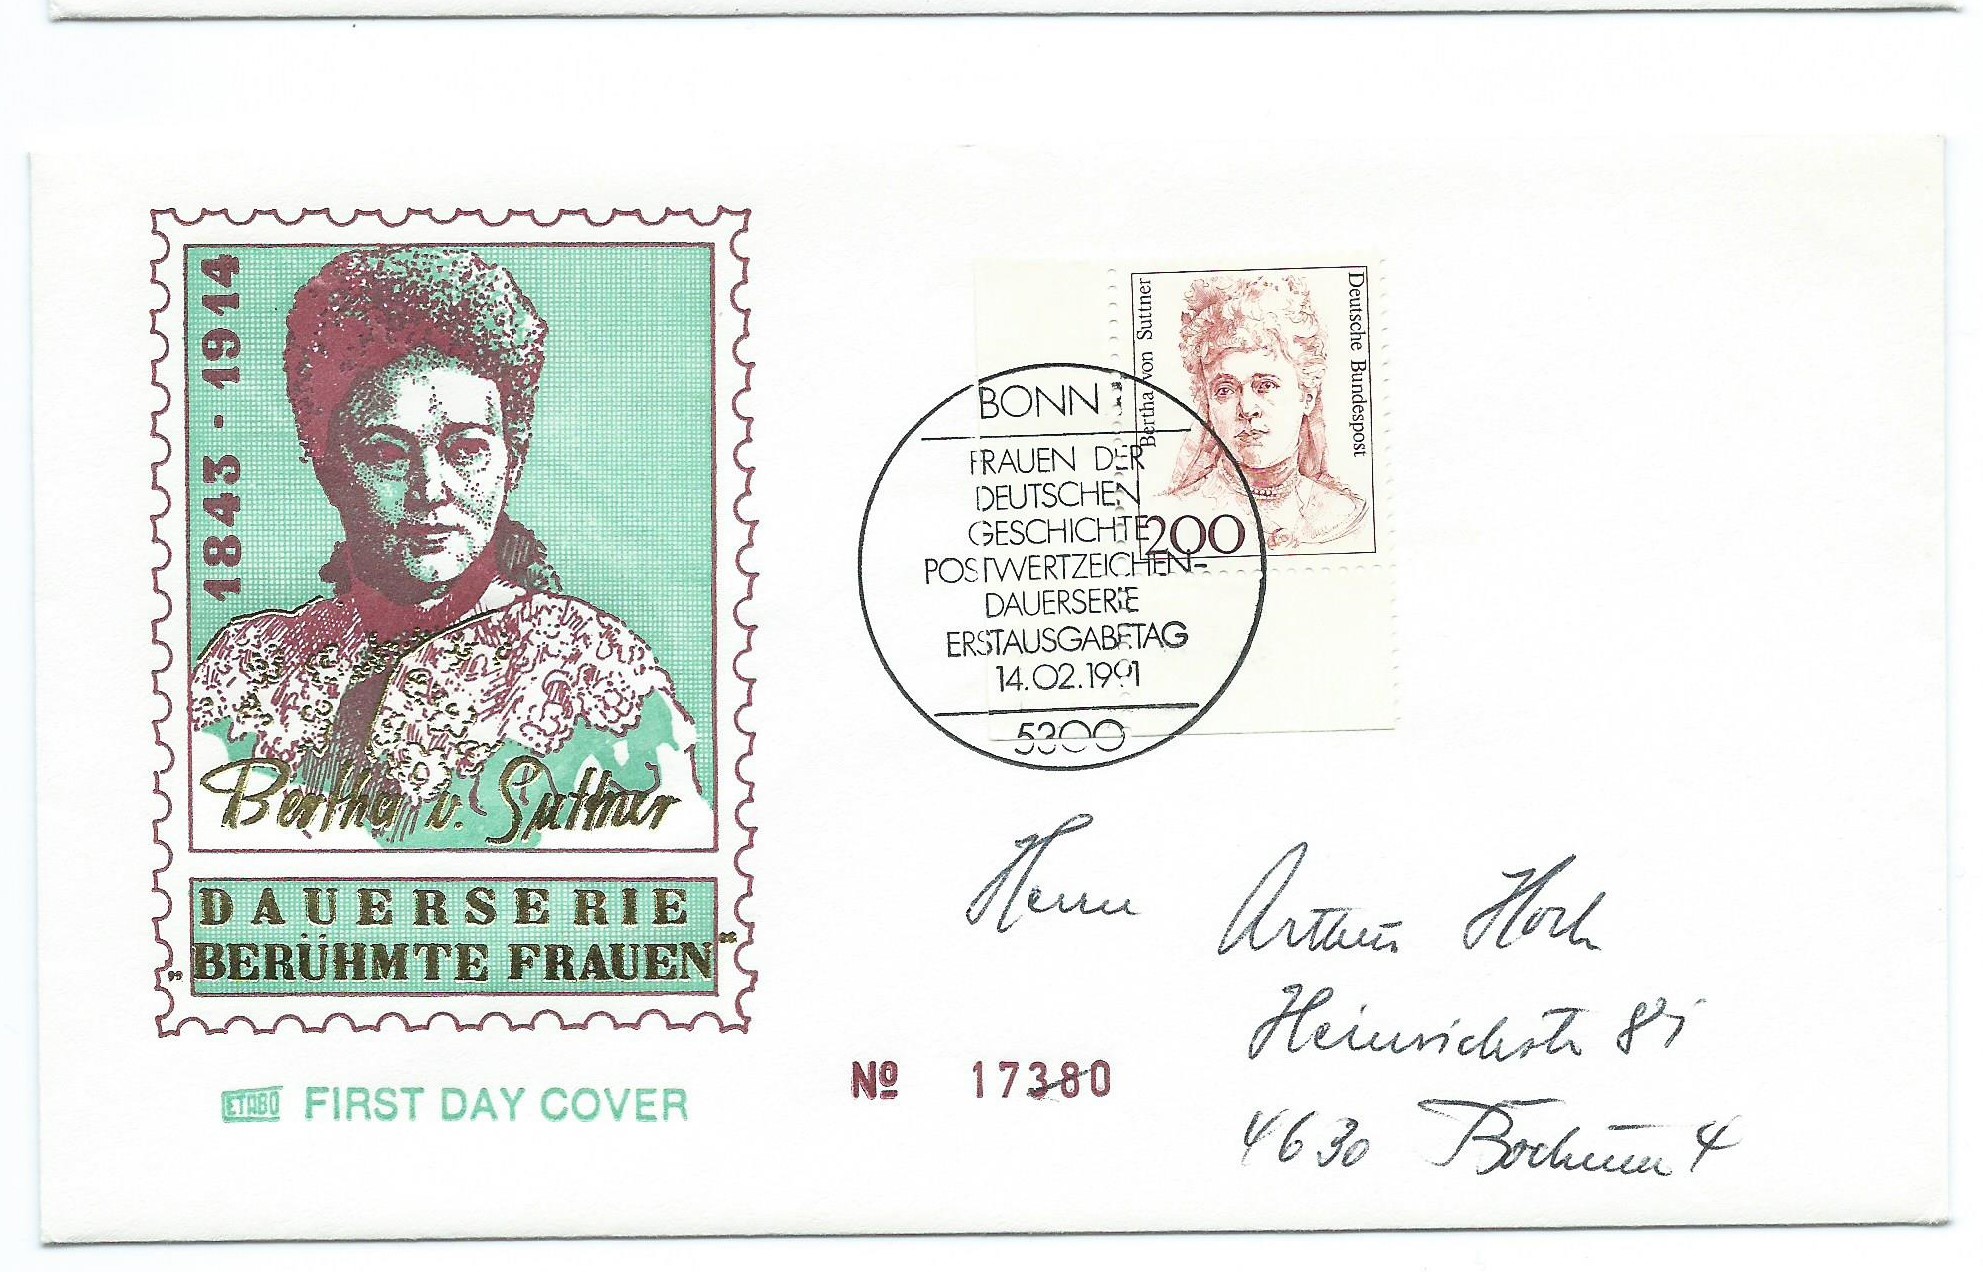 1843 - 1914
Bertha v. Suttner
DAUERSERIE
„BERÜHMTE FRAUEN“
ETABO FIRST DAY COVER
Bertha von Suttner
Deutsche Bundespost
200
BONN 1
FRAUEN DER
DEUTSCHEN
GESCHICHTE
POSTWERTZEICHEN-
DAUERSERIE
ERSTAUSGABETAG
14.02.1991
5300
Nº 17380
Herrn Arthur
Heinrichstr
4630 Bochum 4